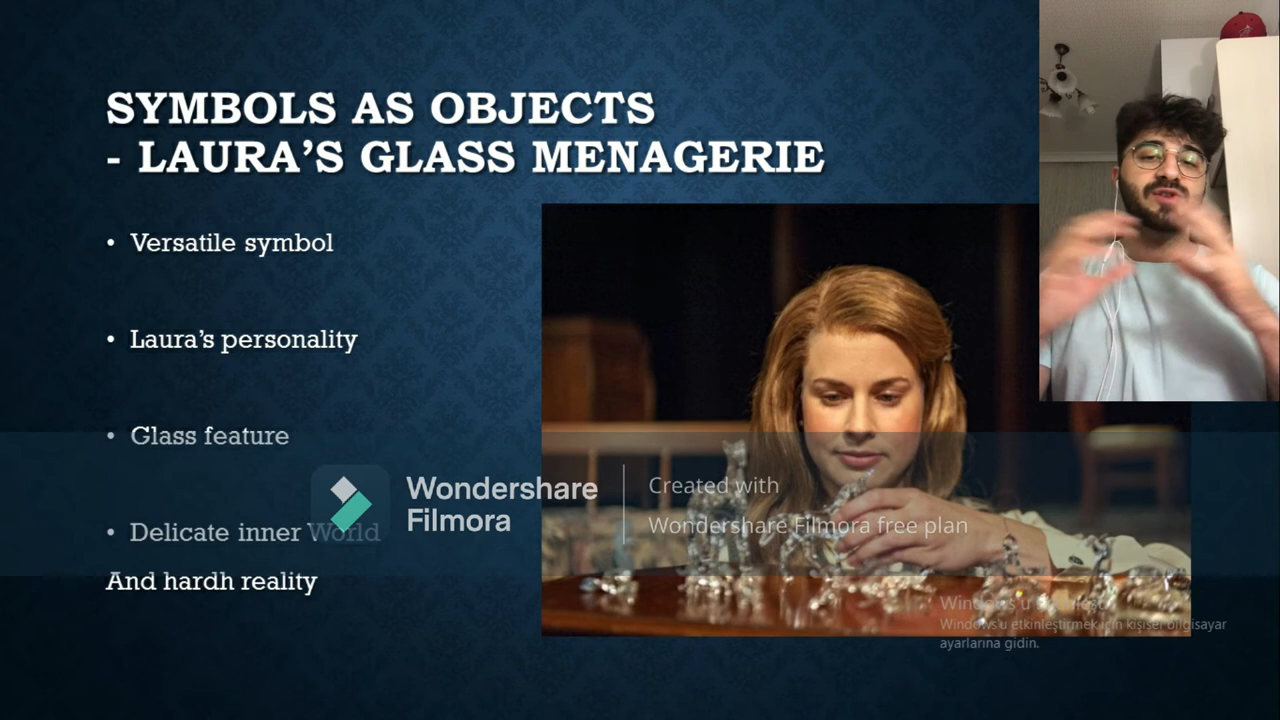 SYMBOLS AS OBJECTS
- LAURA'S GLASS MENAGERIE
• Versatile symbol
• Laura's personality
• Glass feature
• Delicate inner World
And hardh reality
Wondershare
Filmora
Created with
Wondershare Filmora free plan
Windows'u
Windows'u etkinleştirmek için kişisel bilgisayar
ayarlarına gidin.